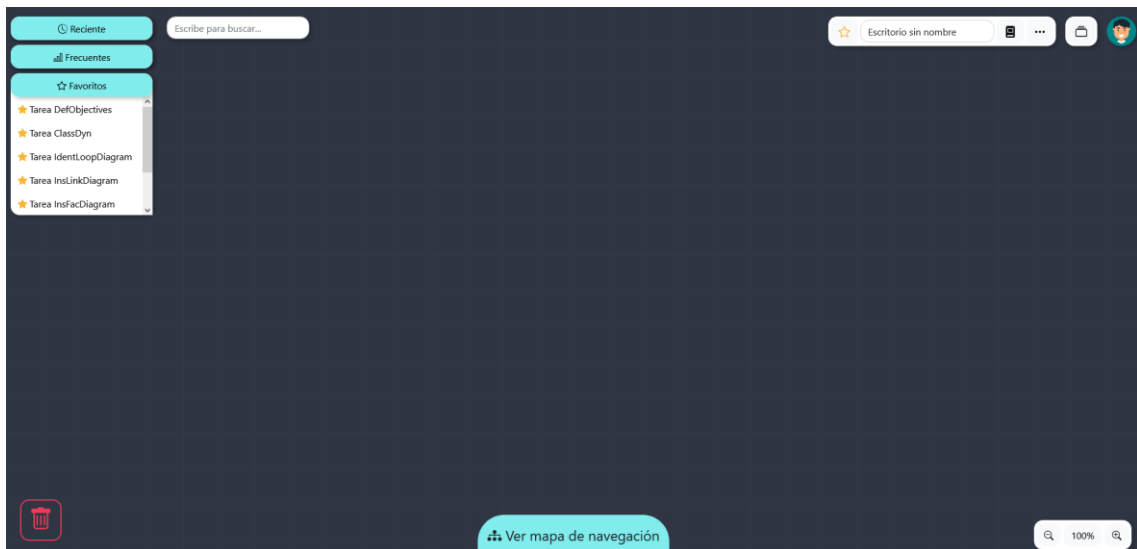 Reciente
Frecuentes
Favoritos
Tarea DefObjectives
Tarea ClassDyn
Tarea IdentLoopDiagram
Tarea InsLinkDiagram
Tarea InsFacDiagram
Escribe para buscar...
Escritorio sin nombre
Ver mapa de navegación
100%